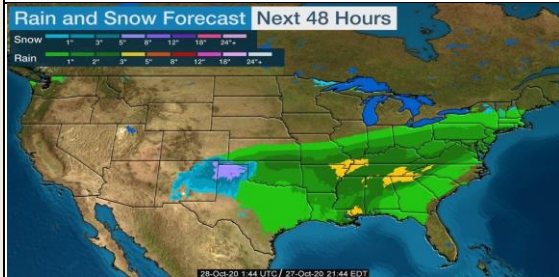 Rain and Snow Forecast Next 48 Hours
Snow
1" 3" 5" 8" 12" 18" 24"+
Rain
1" 2" 3" 5" 8" 12" 18" 24"+
28-Oct-20 1:44 UTC / 27-Oct-20 21:44 EDT